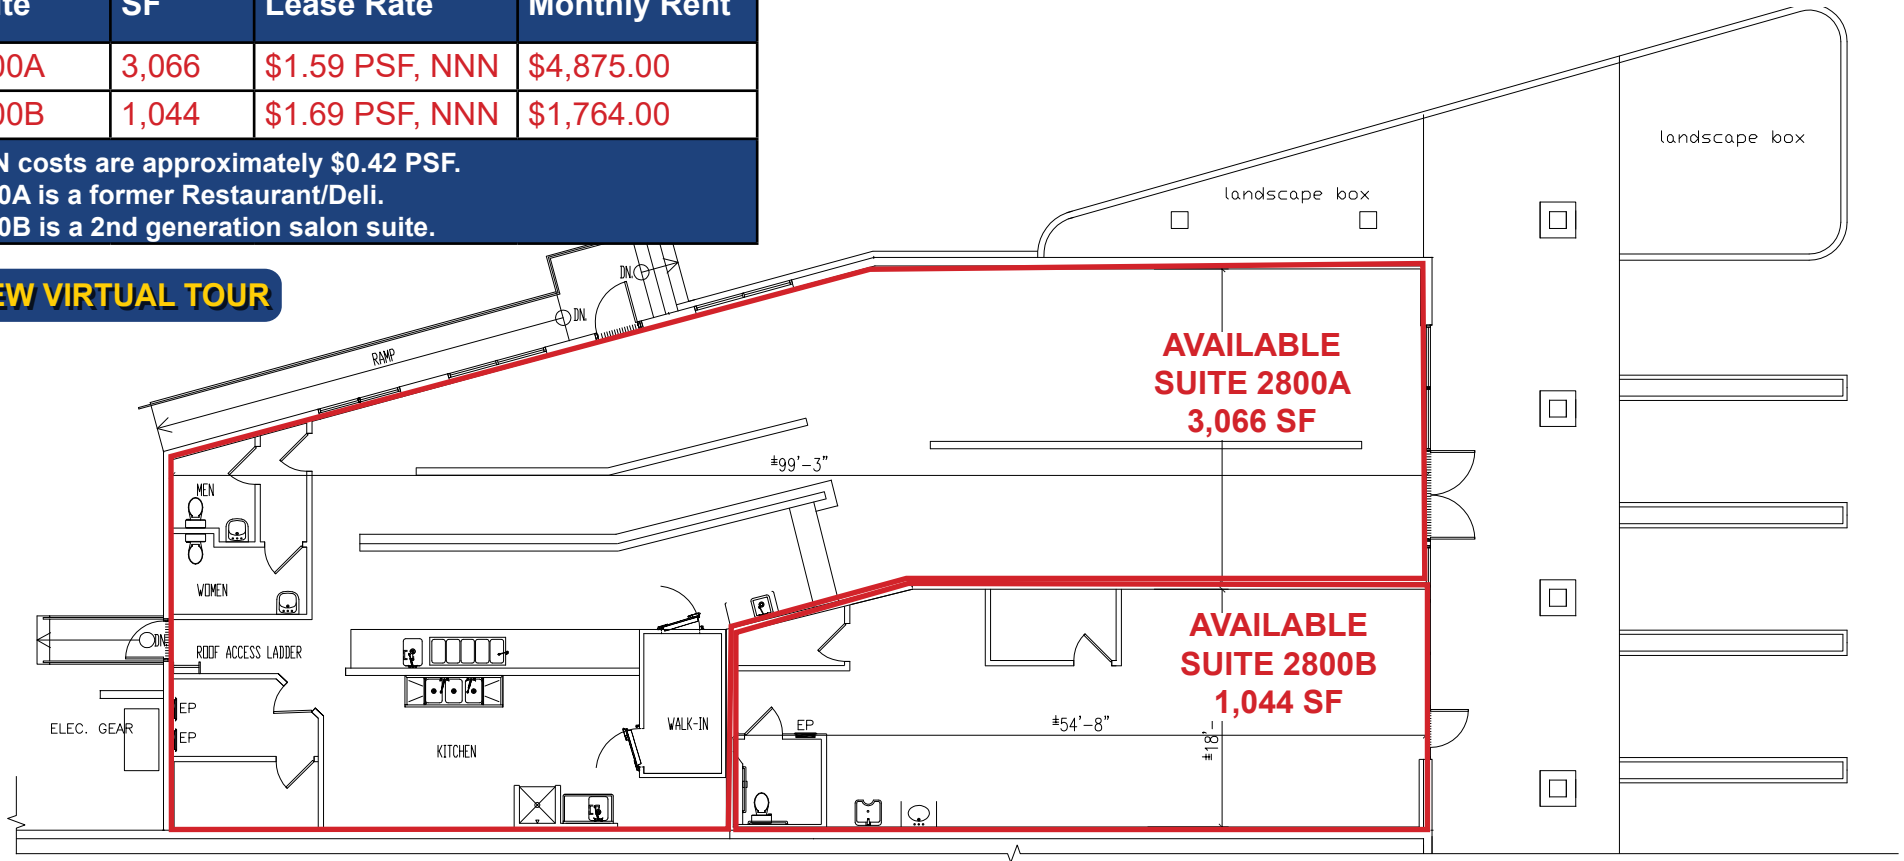 ite SF Lease Rate Monthly Rent
00A 3,066 $1.59 PSF, NNN $4,875.00
00B 1,044 $1.69 PSF, NNN $1,764.00
N costs are approximately $0.42 PSF.
0A is a former Restaurant/Deli.
0B is a 2nd generation salon suite.
EW VIRTUAL TOUR
landscape box
landscape box
DN.
DN.
RAMP
AVAILABLE
SUITE 2800A
3,066 SF
±99'-3"
MEN
WOMEN
DN.
ROOF ACCESS LADDER
EP
EP
ELEC. GEAR
KITCHEN
WALK-IN
EP
AVAILABLE
SUITE 2800B
1,044 SF
±54'-8"
±18'-